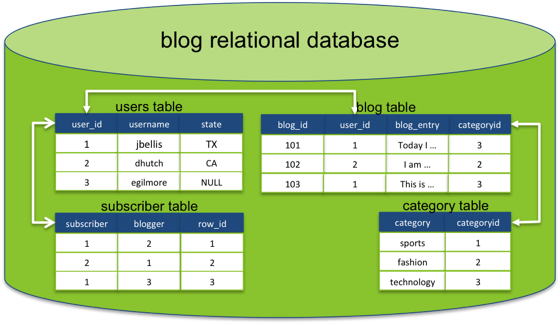 blog relational database
users table
user_id username state
1 jbellis TX
2 dhutch CA
3 egilmore NULL
blog table
blog_id user_id blog_entry categoryid
101 1 Today I ... 3
102 2 I am ... 2
103 1 This is ... 3
subscriber table
subscriber blogger row_id
1 2 1
2 1 2
1 3 3
category table
category categoryid
sports 1
fashion 2
technology 3